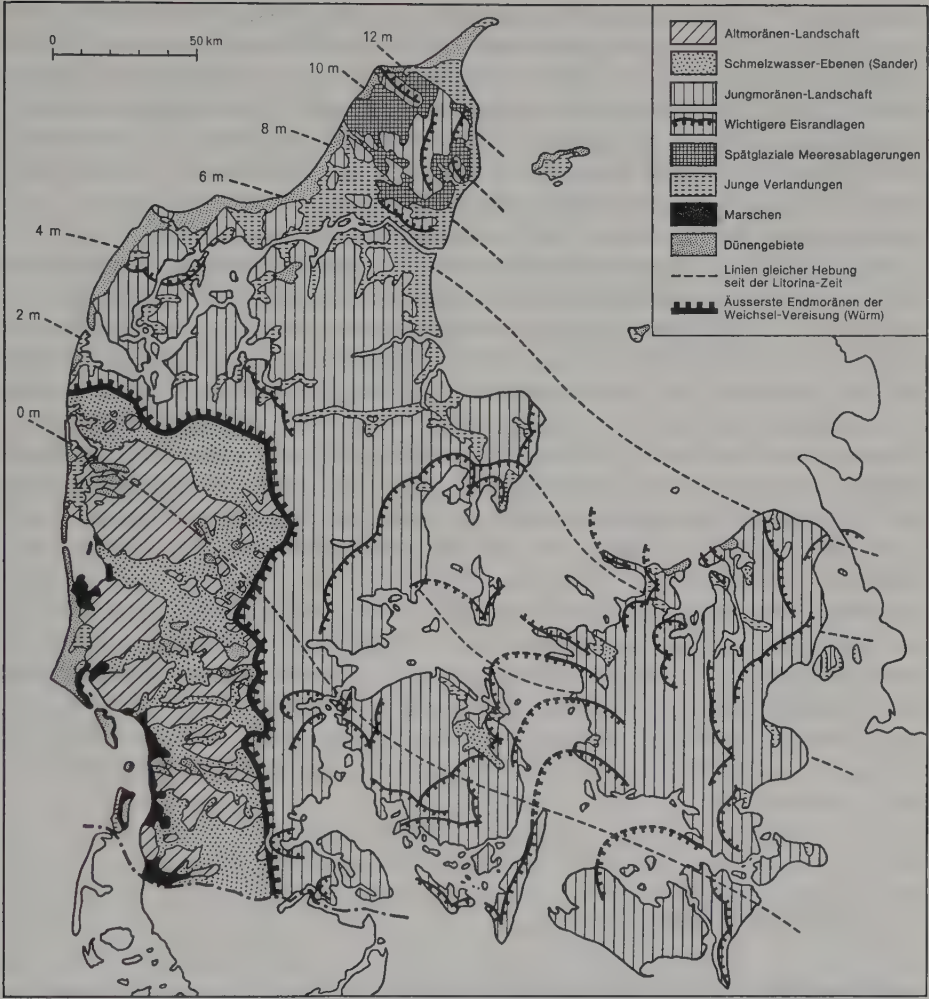 0 50 km
12 m
10 m
8 m
6 m
4 m
2 m
0 m
Altmoränen-Landschaft
Schmelzwasser-Ebenen (Sander)
Jungmoränen-Landschaft
Wichtigere Eisrandlagen
Spätglaziale Meeresablagerungen
Junge Verlandungen
Marschen
Dünengebiete
Linien gleicher Hebung
seit der Litorina-Zeit
Äusserste Endmoränen der
Weichsel-Vereisung (Würm)